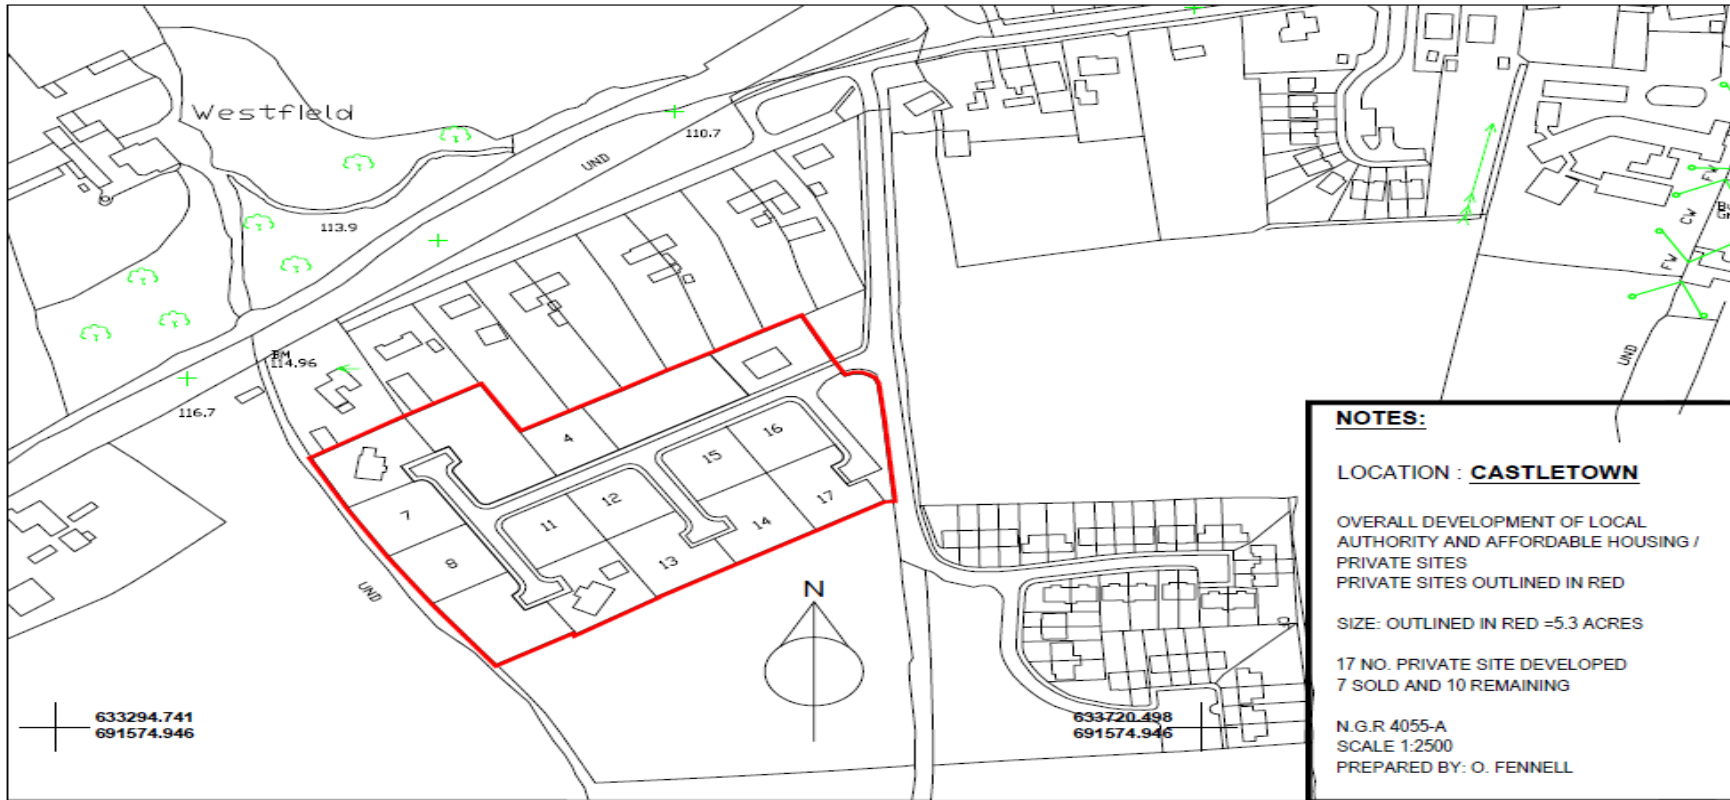 Westfield
110.7
UND
113.9
BM
114.96
116.7
4
16
15
12
17
7
11
14
8
13
UND
N
FW
CW
FW
UND
633294.741
691574.946
633720.498
691574.946
NOTES:
LOCATION : CASTLETOWN
OVERALL DEVELOPMENT OF LOCAL
AUTHORITY AND AFFORDABLE HOUSING /
PRIVATE SITES
PRIVATE SITES OUTLINED IN RED
SIZE: OUTLINED IN RED =5.3 ACRES
17 NO. PRIVATE SITE DEVELOPED
7 SOLD AND 10 REMAINING
N.G.R 4055-A
SCALE 1:2500
PREPARED BY: O. FENNELL